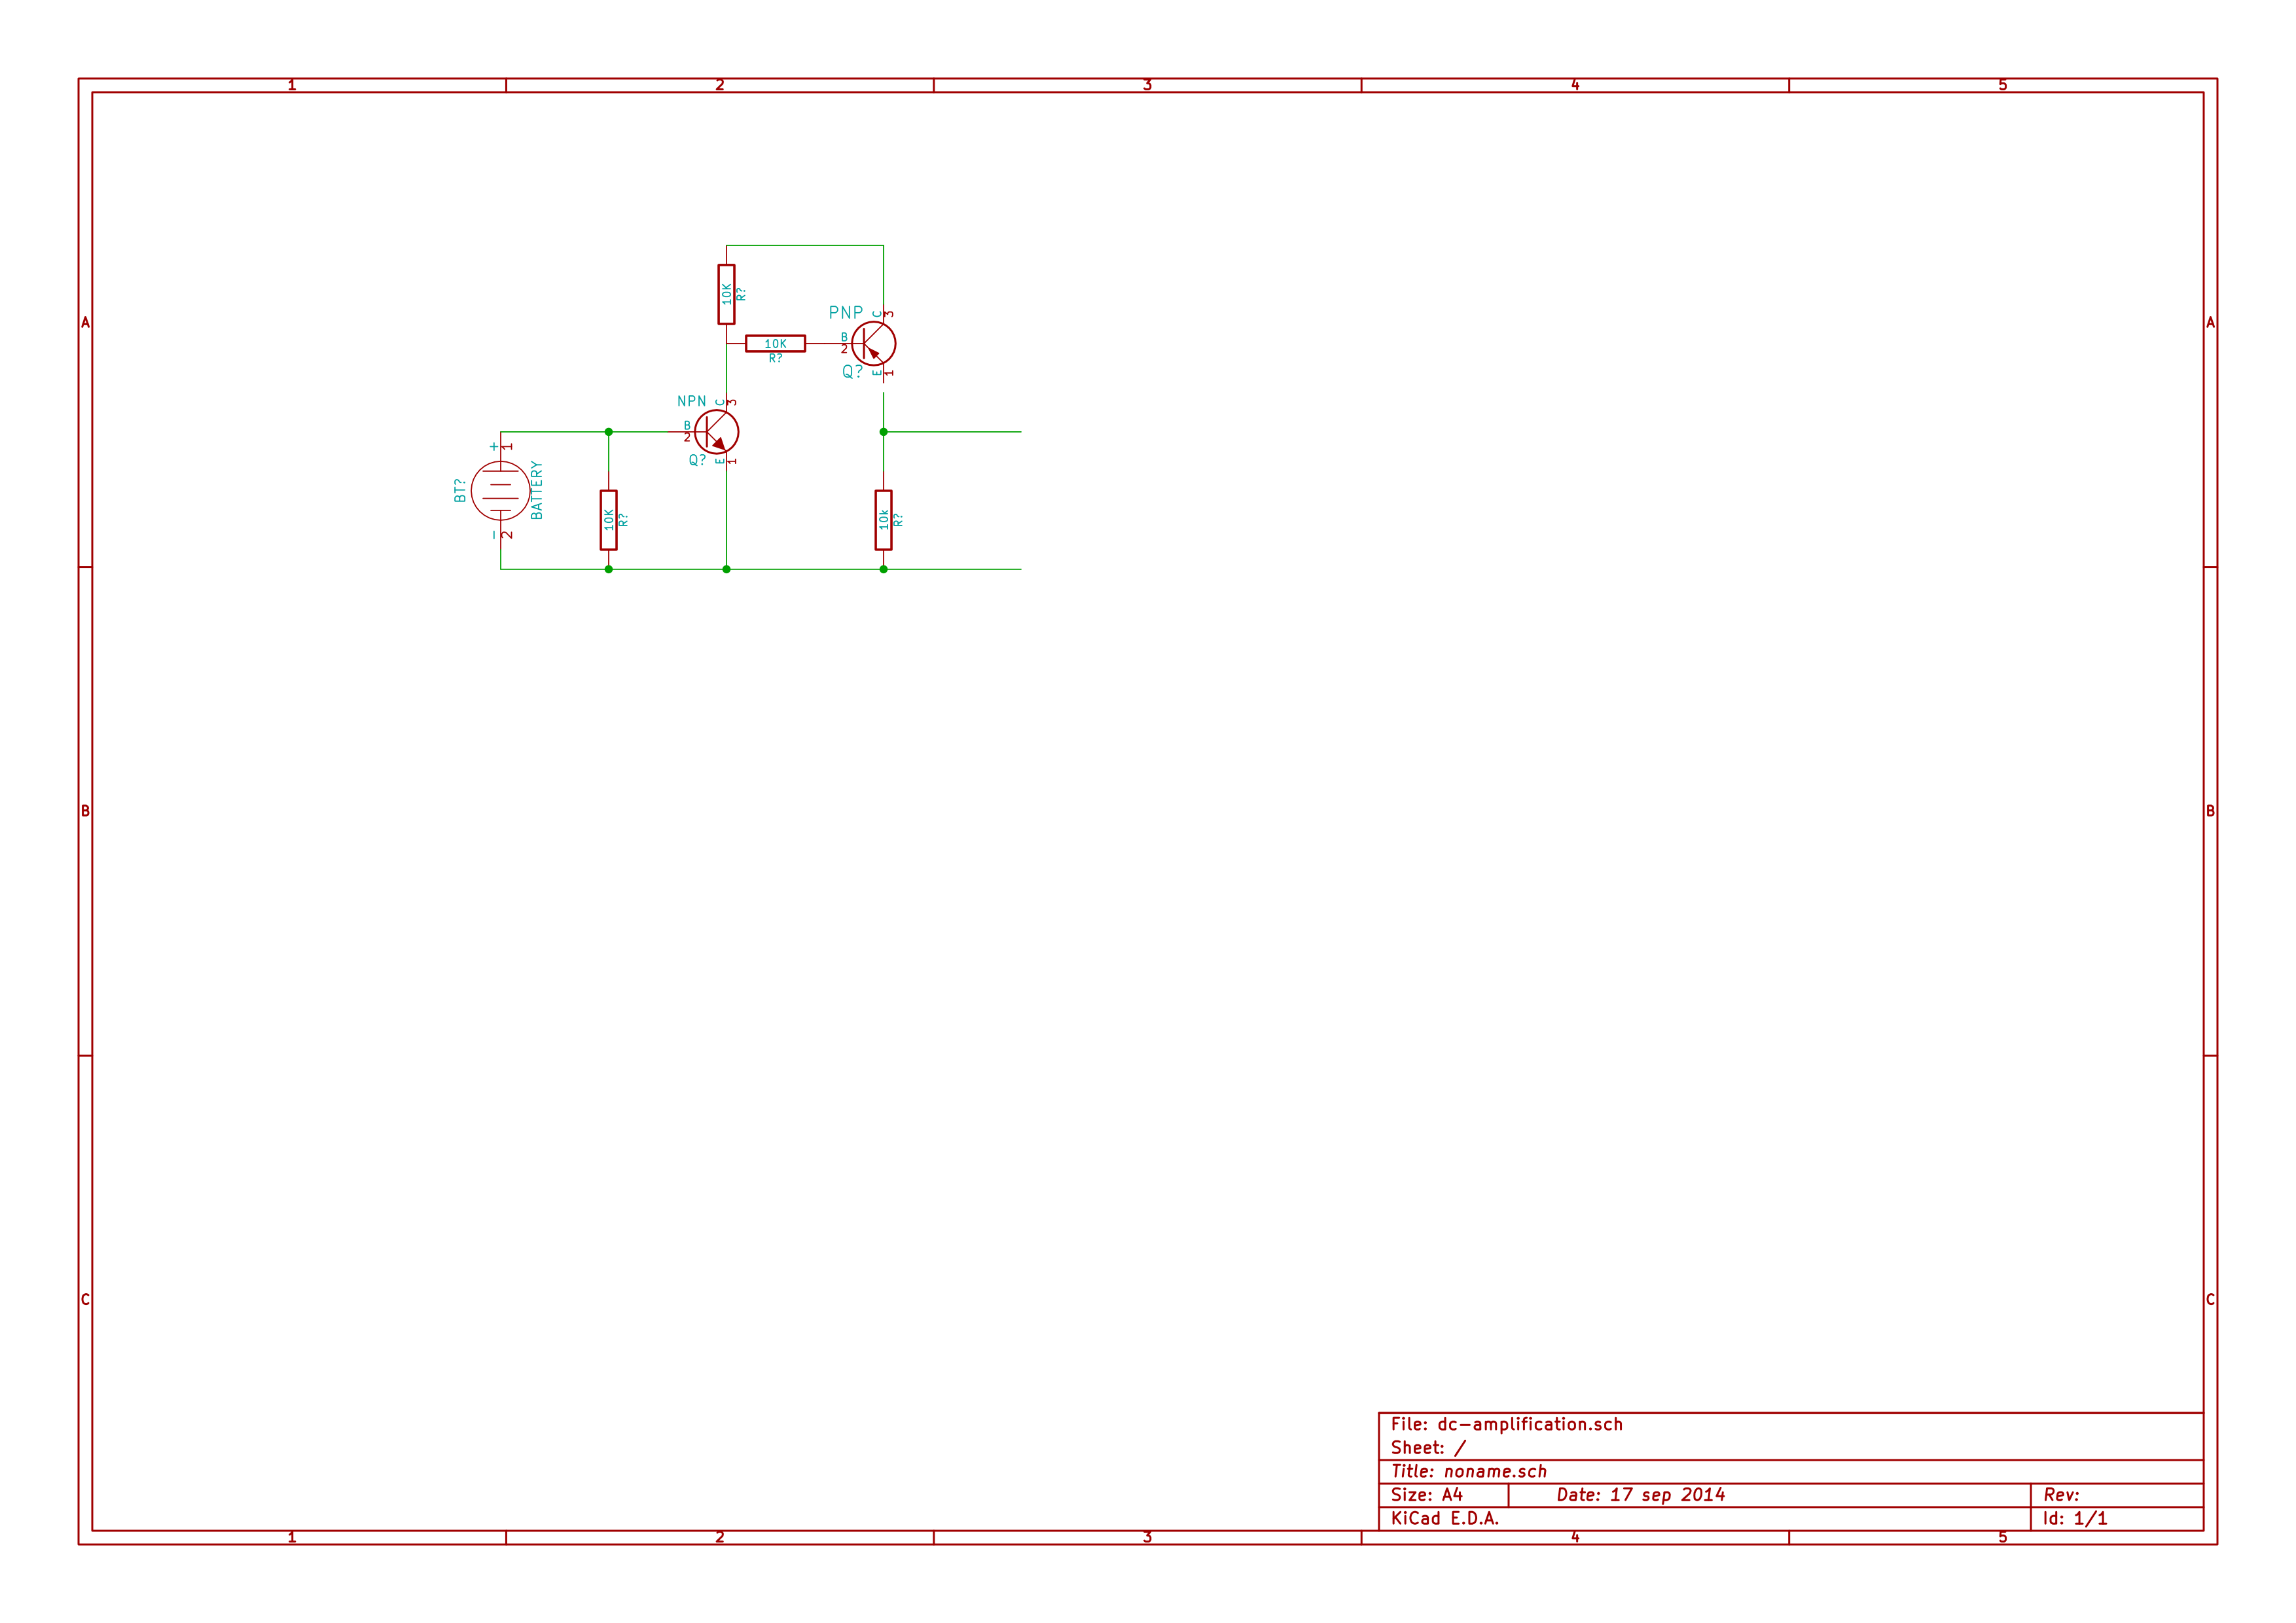 1 2 3 4 5
A A
B B
C C
10K
R?
10K
R?
PNP
C
3
B
2
Q?
E
1
NPN
C
3
B
2
Q?
E
1
+
1
BT?
BATTERY
-
2
10K
R?
10k
R?
File: dc-amplification.sch
Sheet: /
Title: noname.sch
Size: A4 Date: 17 sep 2014 Rev:
KiCad E.D.A. Id: 1/1
1 2 3 4 5